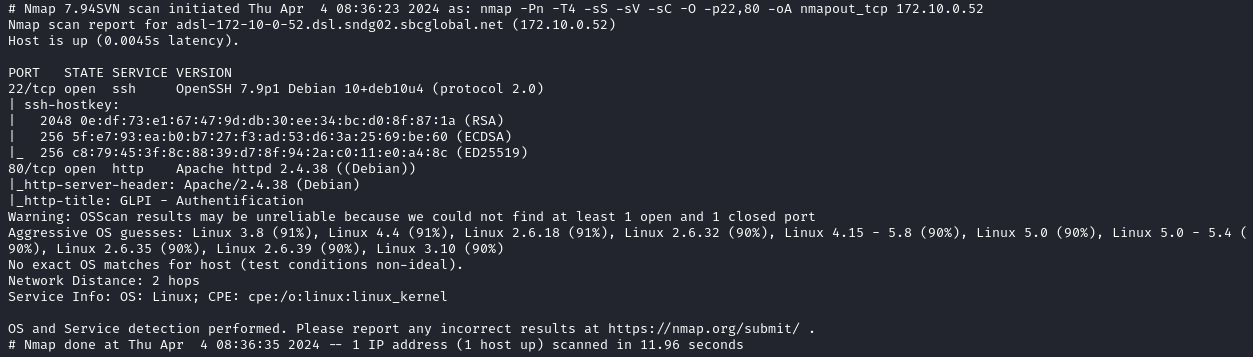 # Nmap 7.94SVN scan initiated Thu Apr  4 08:36:23 2024 as: nmap -Pn -T4 -sS -sV -sC -O -p22,80 -oA nmapout_tcp 172.10.0.52
Nmap scan report for adsl-172-10-0-52.dsl.sndg02.sbcglobal.net (172.10.0.52)
Host is up (0.0045s latency).

PORT   STATE SERVICE VERSION
22/tcp open  ssh     OpenSSH 7.9p1 Debian 10+deb10u4 (protocol 2.0)
| ssh-hostkey:
|   2048 0e:df:73:e1:67:47:9d:db:30:ee:34:bc:d0:8f:87:1a (RSA)
|   256 5f:e7:93:ea:b0:b7:27:f3:ad:53:d6:3a:25:69:be:60 (ECDSA)
|_  256 c8:79:45:3f:8c:88:39:d7:8f:94:2a:c0:11:e0:a4:8c (ED25519)
80/tcp open  http    Apache httpd 2.4.38 ((Debian))
|_http-server-header: Apache/2.4.38 (Debian)
|_http-title: GLPI - Authentification
Warning: OSScan results may be unreliable because we could not find at least 1 open and 1 closed port
Aggressive OS guesses: Linux 3.8 (91%), Linux 4.4 (91%), Linux 2.6.18 (91%), Linux 2.6.32 (90%), Linux 4.15 - 5.8 (90%), Linux 5.0 (90%), Linux 5.0 - 5.4 (
90%), Linux 2.6.35 (90%), Linux 2.6.39 (90%), Linux 3.10 (90%)
No exact OS matches for host (test conditions non-ideal).
Network Distance: 2 hops
Service Info: OS: Linux; CPE: cpe:/o:linux:linux_kernel

OS and Service detection performed. Please report any incorrect results at https://nmap.org/submit/ .
# Nmap done at Thu Apr  4 08:36:35 2024 -- 1 IP address (1 host up) scanned in 11.96 seconds